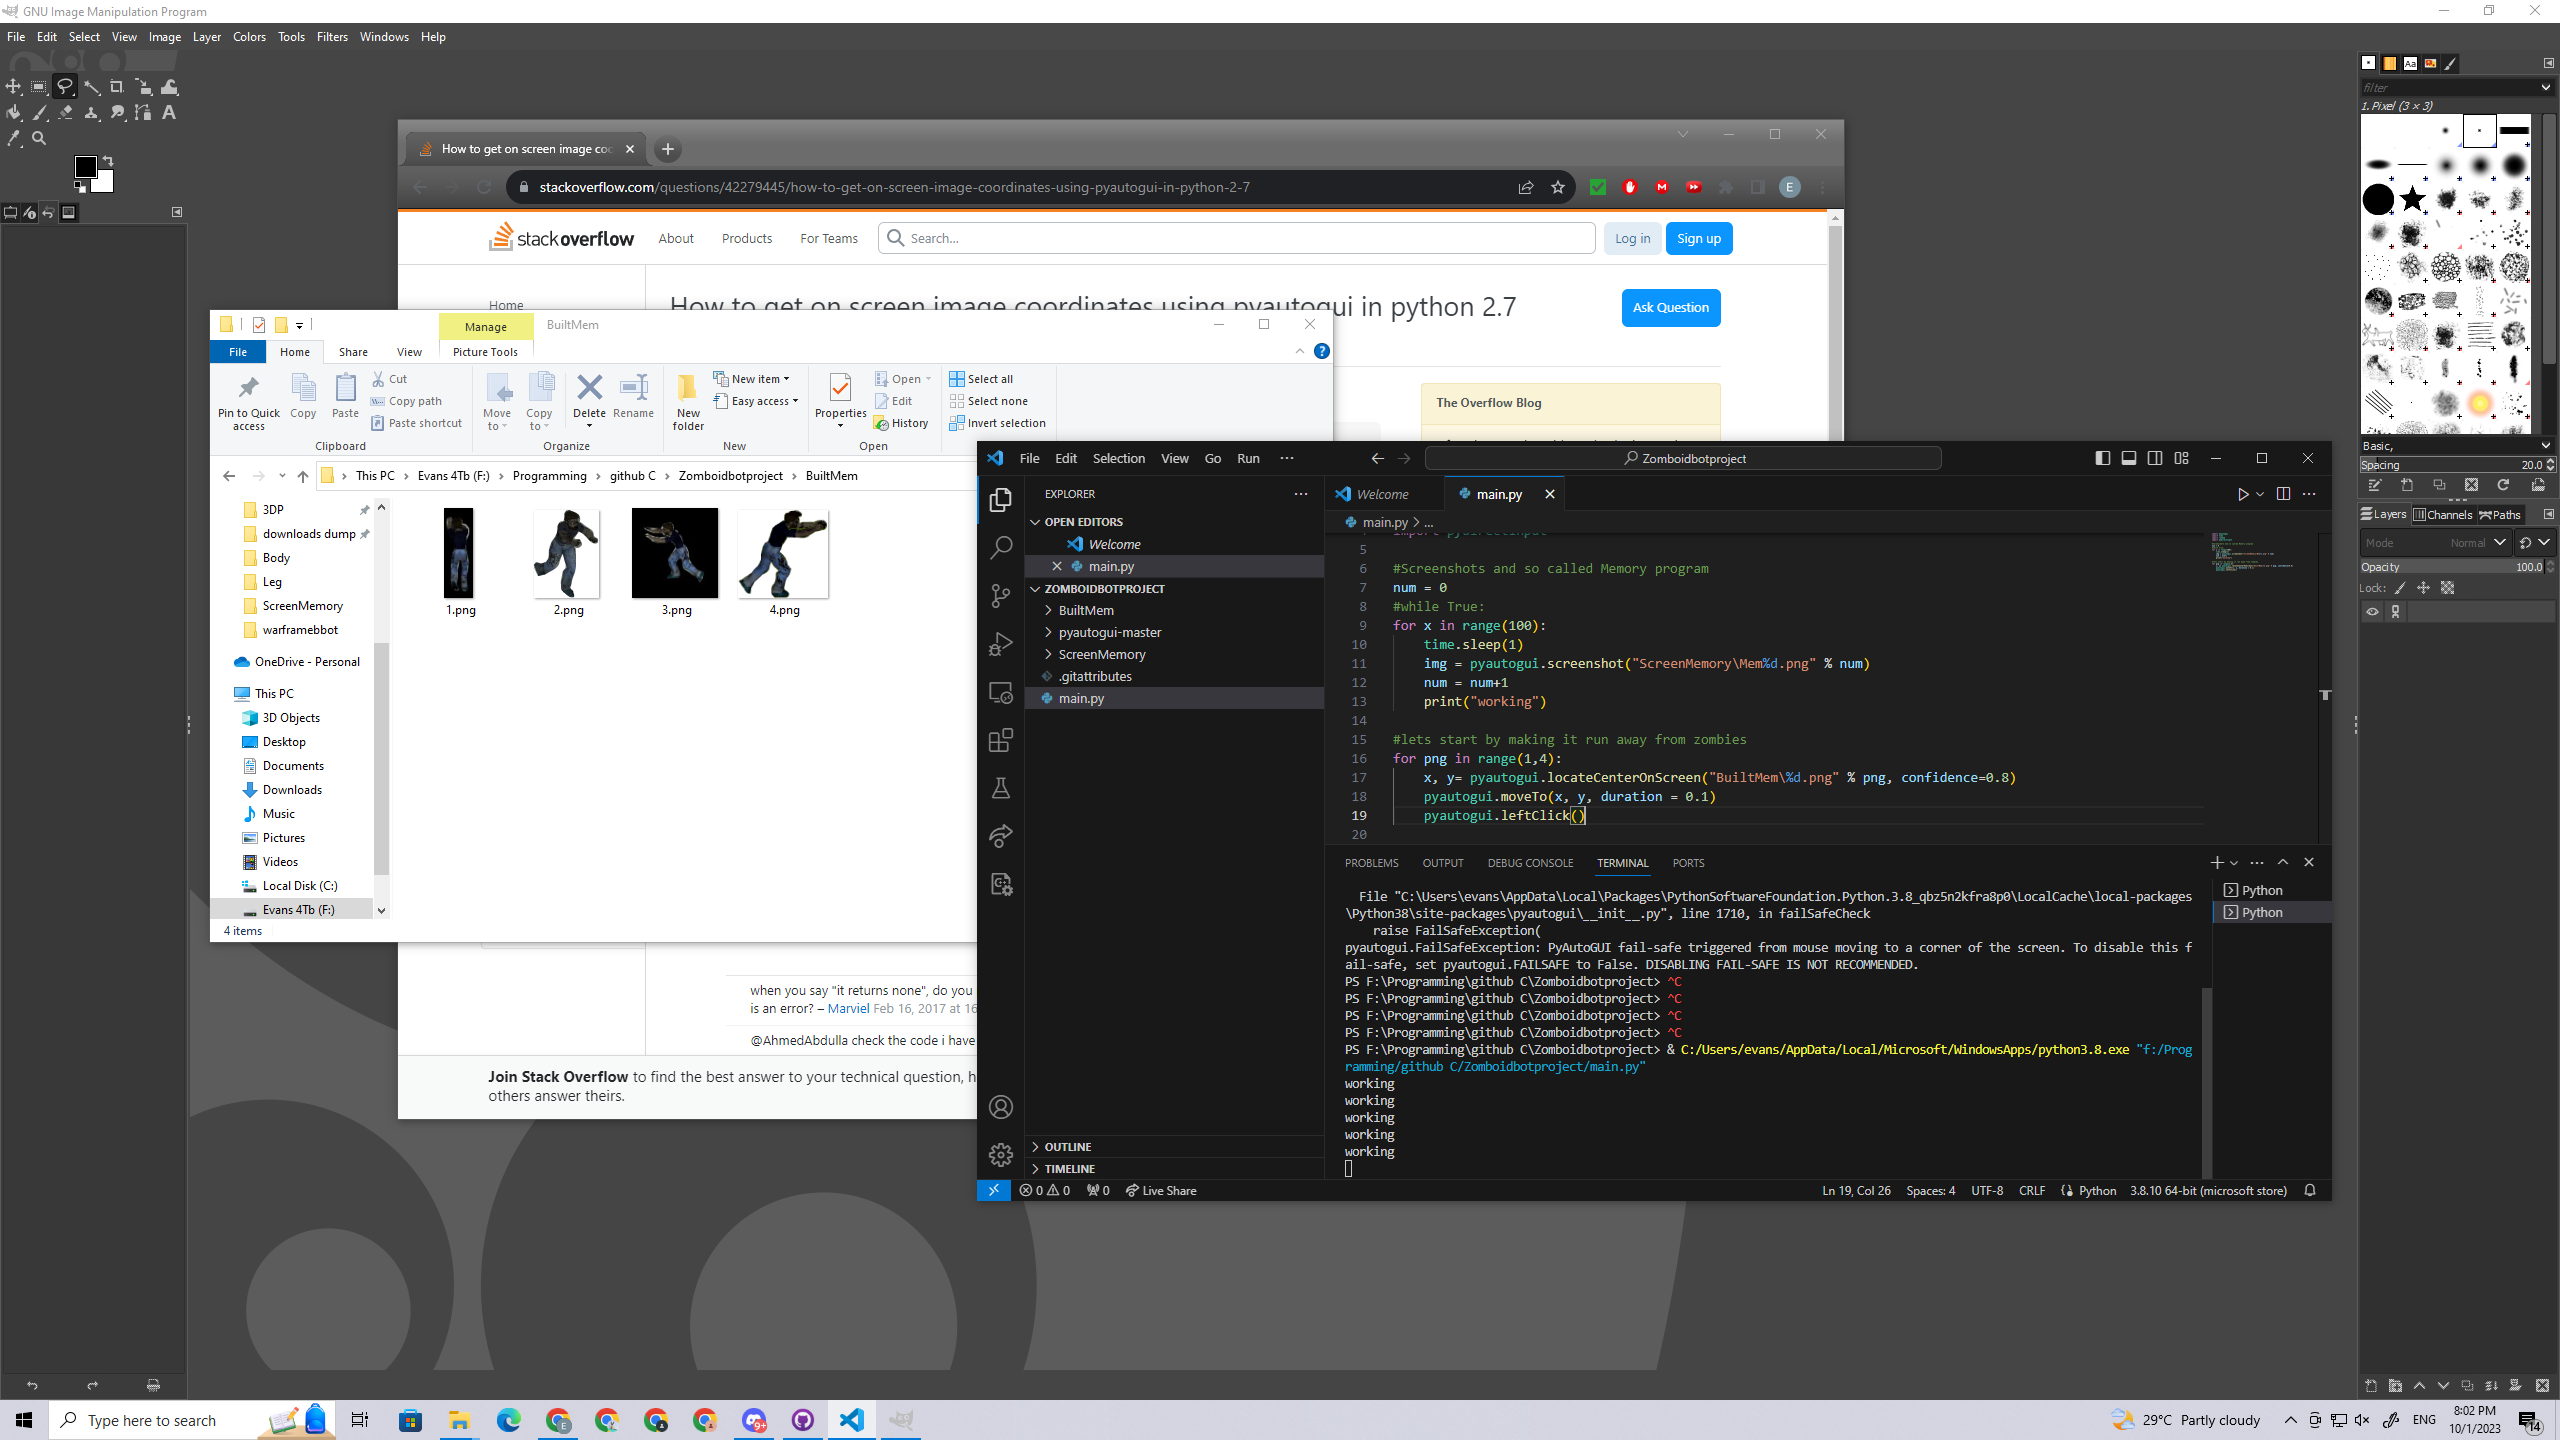 GNU Image Manipulation Program
File Edit Select View Image Layer Colors Tools Filters Windows Help
filter
1. Pixel (3 × 3)
Basic,
Spacing 20.0
Layers Channels Paths
Mode Normal
Opacity 100.0
Lock:
How to get on screen image coo
stackoverflow.com/questions/42279445/how-to-get-on-screen-image-coordinates-using-pyautogui-in-python-2-7
E
stackoverflow About Products For Teams Search... Log in Sign up
Home
How to get on screen image coordinates using pyautogui in python 2.7
Ask Question
The Overflow Blog
when you say "it returns none", do you
is an error? – Marviel Feb 16, 2017 at 16
@AhmedAbdulla check the code i have
Join Stack Overflow to find the best answer to your technical question, h
others answer theirs.
Manage BuiltMem
File Home Share View Picture Tools
Pin to Quick access
Copy
Paste
Cut
Copy path
Paste shortcut
Clipboard
Move to
Copy to
Delete
Rename
Organize
New folder
New item
Easy access
New
Properties
Open
Edit
History
Open
Select all
Select none
Invert selection
This PC > Evans 4Tb (F:) > Programming > github C > Zomboidbotproject > BuiltMem
3DP
downloads dump
Body
Leg
ScreenMemory
warframebbot
OneDrive - Personal
This PC
3D Objects
Desktop
Documents
Downloads
Music
Pictures
Videos
Local Disk (C:)
Evans 4Tb (F:)
1.png 2.png 3.png 4.png
4 items
File Edit Selection View Go Run ···
Zomboidbotproject
EXPLORER
OPEN EDITORS
Welcome
main.py
ZOMBOIDBOTPROJECT
BuiltMem
pyautogui-master
ScreenMemory
.gitattributes
main.py
OUTLINE
TIMELINE
Welcome main.py
main.py > ...
import pydirectinput
5
6 #Screenshots and so called Memory program
7 num = 0
8 #while True:
9 for x in range(100):
10 time.sleep(1)
11 img = pyautogui.screenshot("ScreenMemory\Mem%d.png" % num)
12 num = num+1
13 print("working")
14
15 #lets start by making it run away from zombies
16 for png in range(1,4):
17 x, y= pyautogui.locateCenterOnScreen("BuiltMem\%d.png" % png, confidence=0.8)
18 pyautogui.moveTo(x, y, duration = 0.1)
19 pyautogui.leftClick()
20
PROBLEMS OUTPUT DEBUG CONSOLE TERMINAL PORTS
File "C:\Users\evans\AppData\Local\Packages\PythonSoftwareFoundation.Python.3.8_qbz5n2kfra8p0\LocalCache\local-packages
\Python38\site-packages\pyautogui\__init__.py", line 1710, in failSafeCheck
raise FailSafeException(
pyautogui.FailSafeException: PyAutoGUI fail-safe triggered from mouse moving to a corner of the screen. To disable this f
ail-safe, set pyautogui.FAILSAFE to False. DISABLING FAIL-SAFE IS NOT RECOMMENDED.
PS F:\Programming\github C\Zomboidbotproject> ^C
PS F:\Programming\github C\Zomboidbotproject> ^C
PS F:\Programming\github C\Zomboidbotproject> ^C
PS F:\Programming\github C\Zomboidbotproject> ^C
PS F:\Programming\github C\Zomboidbotproject> & C:/Users/evans/AppData/Local/Microsoft/WindowsApps/python3.8.exe "f:/Prog
ramming/github C/Zomboidbotproject/main.py"
working
working
working
working
working
Python
Python
0 0 0 Live Share
Ln 19, Col 26 Spaces: 4 UTF-8 CRLF Python 3.8.10 64-bit (microsoft store)
Type here to search
29°C Partly cloudy
ENG
8:02 PM
10/1/2023
14